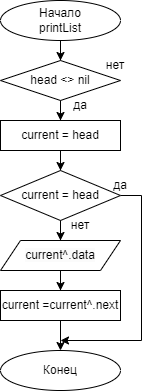 Начало
printList
нет
head <> nil
да
current = head
да
current = head
нет
current^.data
current =current^.next
Конец